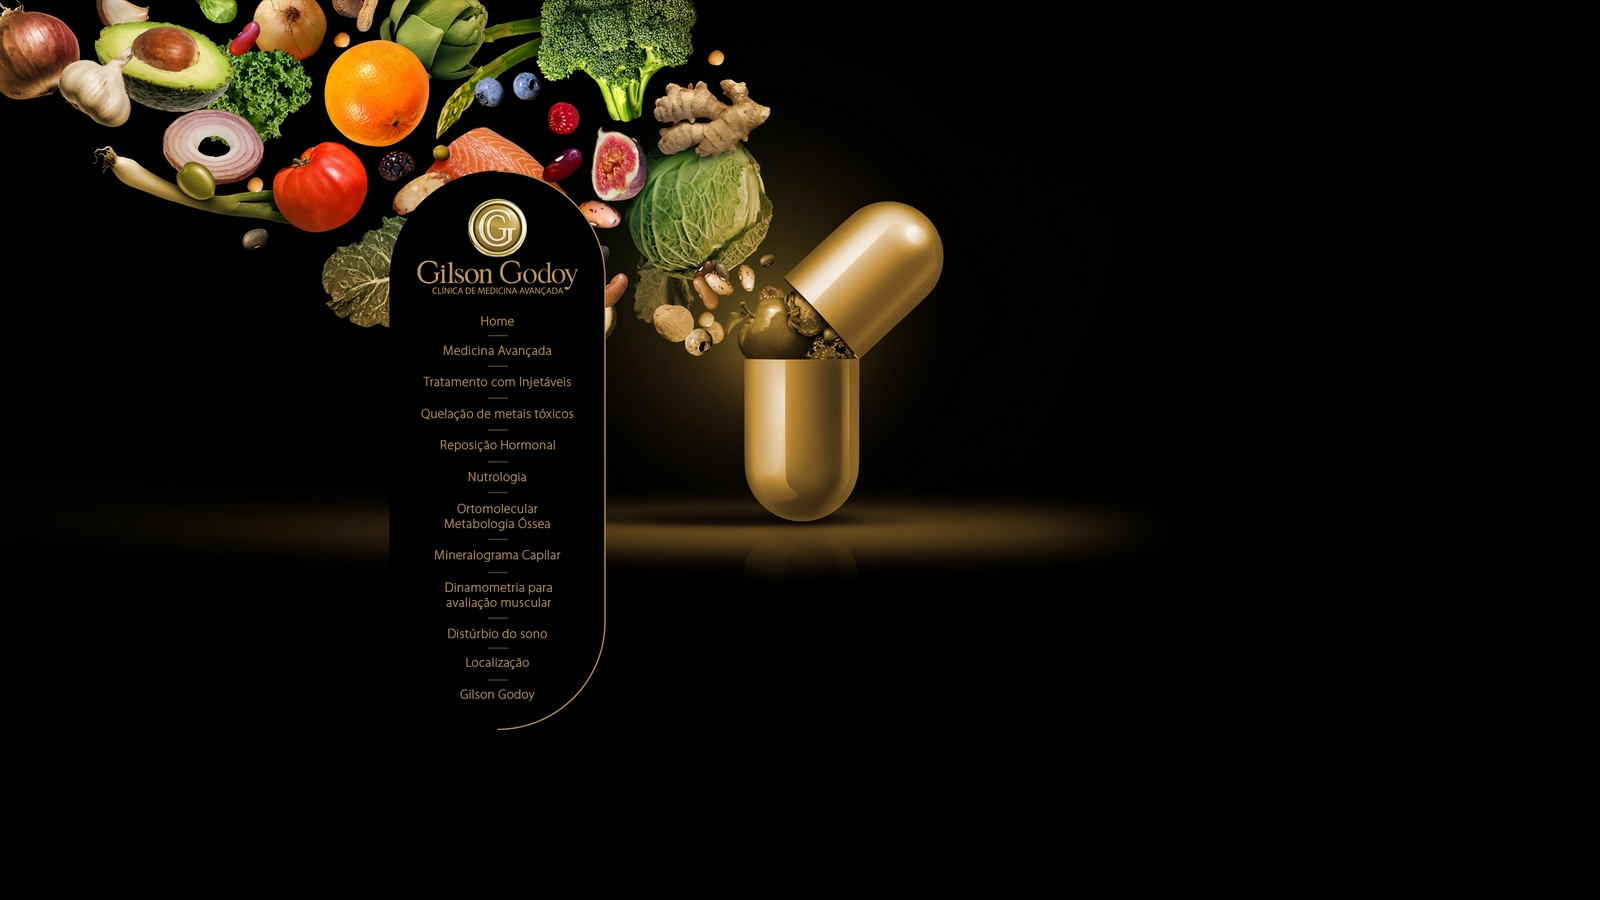 GG
Gilson Godoy
CLÍNICA DE MEDICINA AVANÇADA
Home
Medicina Avançada
Tratamento com Injetáveis
Quelação de metais tóxicos
Reposição Hormonal
Nutrologia
Ortomolecular
Metabologia Óssea
Mineralograma Capilar
Dinamometria para
avaliação muscular
Distúrbio do sono
Localização
Gilson Godoy